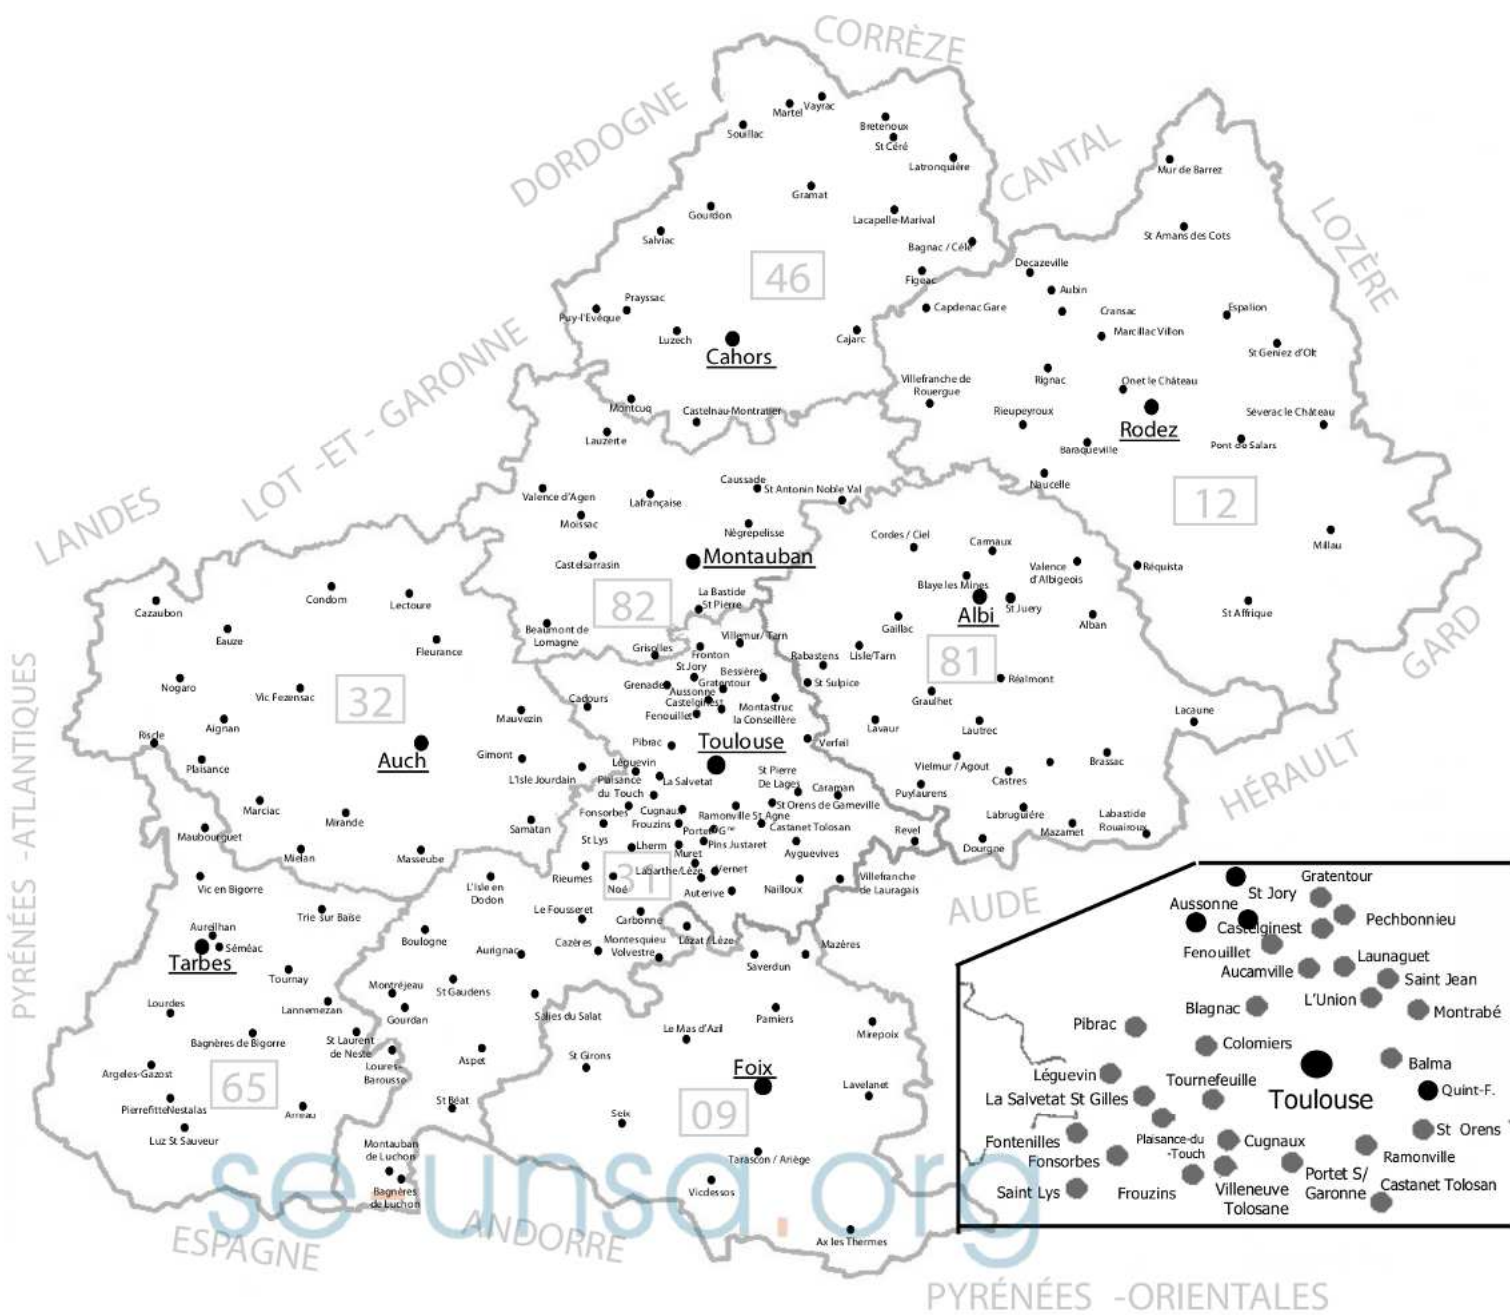 CORRÈZE
DORDOGNE
CANTAL
LOZÈRE
LOT -ET - GARONNE
LANDES
GARD
HÉRAULT
AUDE
PYRÉNÉES -ATLANTIQUES
ESPAGNE
ANDORRE
PYRÉNÉES -ORIENTALES
46
Martel
Vayrac
Souillac
Bretenoux
St Céré
Latronquière
Gramat
Gourdon
Lacapelle-Marival
Salviac
Bagnac / Célé
Figeac
Prayssac
Puy-l'Evêque
Luzech
Cahors
Cajarc
Montcuq
Castelnau-Montratier
12
Mur de Barrez
St Amans des Cots
Decazeville
Aubin
Capdenac Gare
Cransac
Espalion
Marcillac Villon
St Geniez d'Olt
Villefranche de
Rouergue
Rignac
Onet le Château
Rieupeyroux
Rodez
Séverac le Château
Baraqueville
Pont de Salars
Naucelle
Millau
Réquista
St Affrique
82
Lauzerte
Valence d'Agen
Lafrançaise
Caussade
St Antonin Noble Val
Moissac
Nègrepelisse
Castelsarrasin
Montauban
La Bastide
St Pierre
Beaumont de
Lomagne
Grisolles
81
Cordes / Ciel
Carmaux
Blaye les Mines
Valence
d'Albigeois
Albi
St Juery
Alban
Gaillac
Rabastens
Lisle/Tarn
St Sulpice
Graulhet
Réalmont
Lavaur
Lautrec
Lacaune
Vielmur / Agout
Castres
Brassac
Puylaurens
Labruguière
Mazamet
Labastide
Rouairoux
Dourgne
32
Cazaubon
Condom
Lectoure
Eauze
Fleurance
Nogaro
Vic Fezensac
Aignan
Riscle
Plaisance
Auch
Mauvezin
Gimont
L'Isle Jourdain
Marciac
Mirande
Samatan
Mielan
Masseube
65
Maubourguet
Vic en Bigorre
Trie sur Baïse
Aureilhan
Séméac
Tarbes
Tournay
Lourdes
Lannemezan
Bagnères de Bigorre
St Laurent
de Neste
Loures-
Barousse
Argeles-Gazost
PierrefitteNestalas
Arreau
Luz St Sauveur
31
Villemur/ Tarn
Fronton
St Jory
Bessières
Grenade
Gratentour
Aussonne
Castelginest
Cadours
Fenouillet
Montastruc
la Conseillère
Pibrac
Toulouse
Verfeil
Léguevin
Plaisance
du Touch
La Salvetat
St Pierre
De Lages
Caraman
Fonsorbes
Cugnaux
Ramonville St Agne
St Orens de Gameville
Frouzins
Portet/Gne
Castanet Tolosan
St Lys
Lherm
Muret
Pins Justaret
Ayguevives
Revel
Rieumes
Noé
Labarthe/Lèze
Vernet
Auterive
Nailloux
Villefranche
de Lauragais
L'Isle en
Dodon
Le Fousseret
Carbonne
Boulogne
Aurignac
Cazères
Montesquieu
Volvestre
Montréjeau
St Gaudens
Gourdan
Salies du Salat
Aspet
St Béat
Montauban
de Luchon
Bagnères
de Luchon
09
Lézat / Lèze
Mazères
Saverdun
Pamiers
Le Mas d'Azil
Mirepoix
St Girons
Foix
Lavelanet
Seix
Tarascon / Ariège
Vicdessos
Ax les Thermes
se-unsa.org
Gratentour
St Jory
Aussonne
Castelginest
Pechbonnieu
Fenouillet
Launaguet
Aucamville
Saint Jean
L'Union
Blagnac
Montrabé
Pibrac
Colomiers
Balma
Léguevin
Tournefeuille
Toulouse
Quint-F.
La Salvetat St Gilles
St Orens
Fontenilles
Plaisance-du
-Touch
Cugnaux
Ramonville
Fonsorbes
Portet S/
Garonne
Castanet Tolosan
Saint Lys
Frouzins
Villeneuve
Tolosane